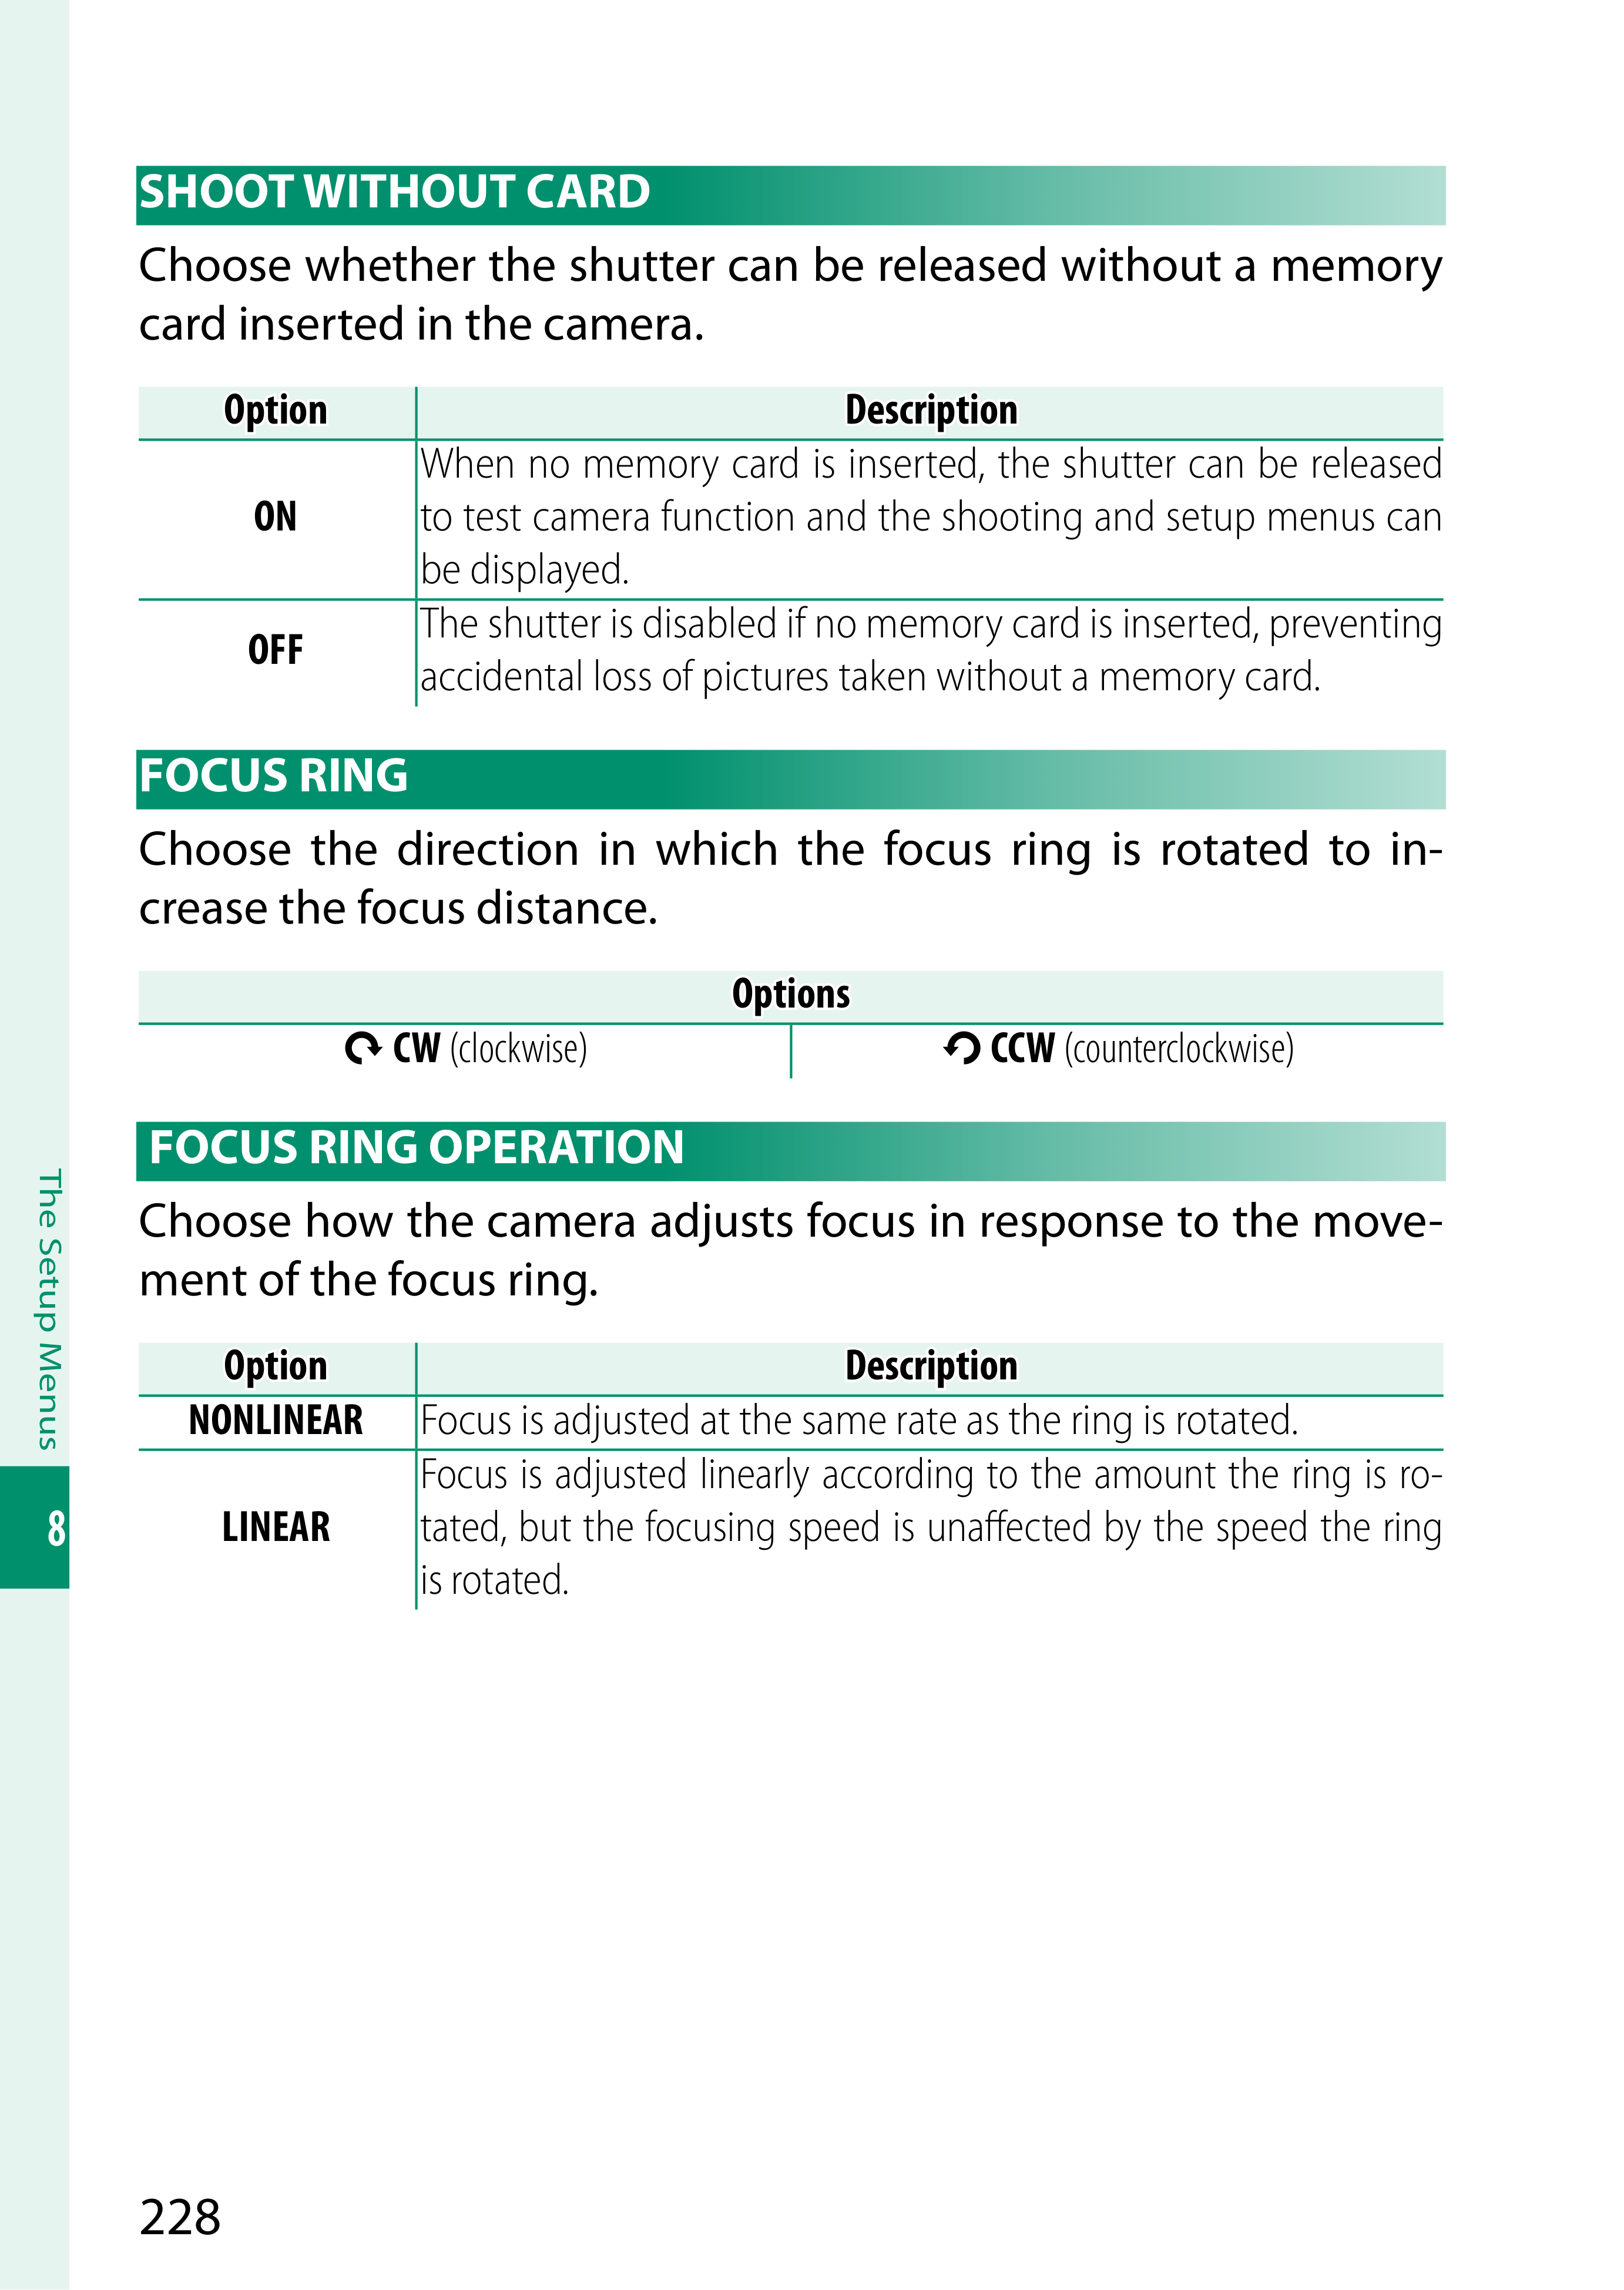 SHOOT WITHOUT CARD
Choose whether the shutter can be released without a memory
card inserted in the camera.
Option Description
ON
When no memory card is inserted, the shutter can be released
to test camera function and the shooting and setup menus can
be displayed.
OFF
The shutter is disabled if no memory card is inserted, preventing
accidental loss of pictures taken without a memory card.
FOCUS RING
Choose the direction in which the focus ring is rotated to in-
crease the focus distance.
Options
CW (clockwise) CCW (counterclockwise)
FOCUS RING OPERATION
Choose how the camera adjusts focus in response to the move-
ment of the focus ring.
Option Description
NONLINEAR Focus is adjusted at the same rate as the ring is rotated.
LINEAR
Focus is adjusted linearly according to the amount the ring is ro-
tated, but the focusing speed is unaffected by the speed the ring
is rotated.
The Setup Menus
8
228